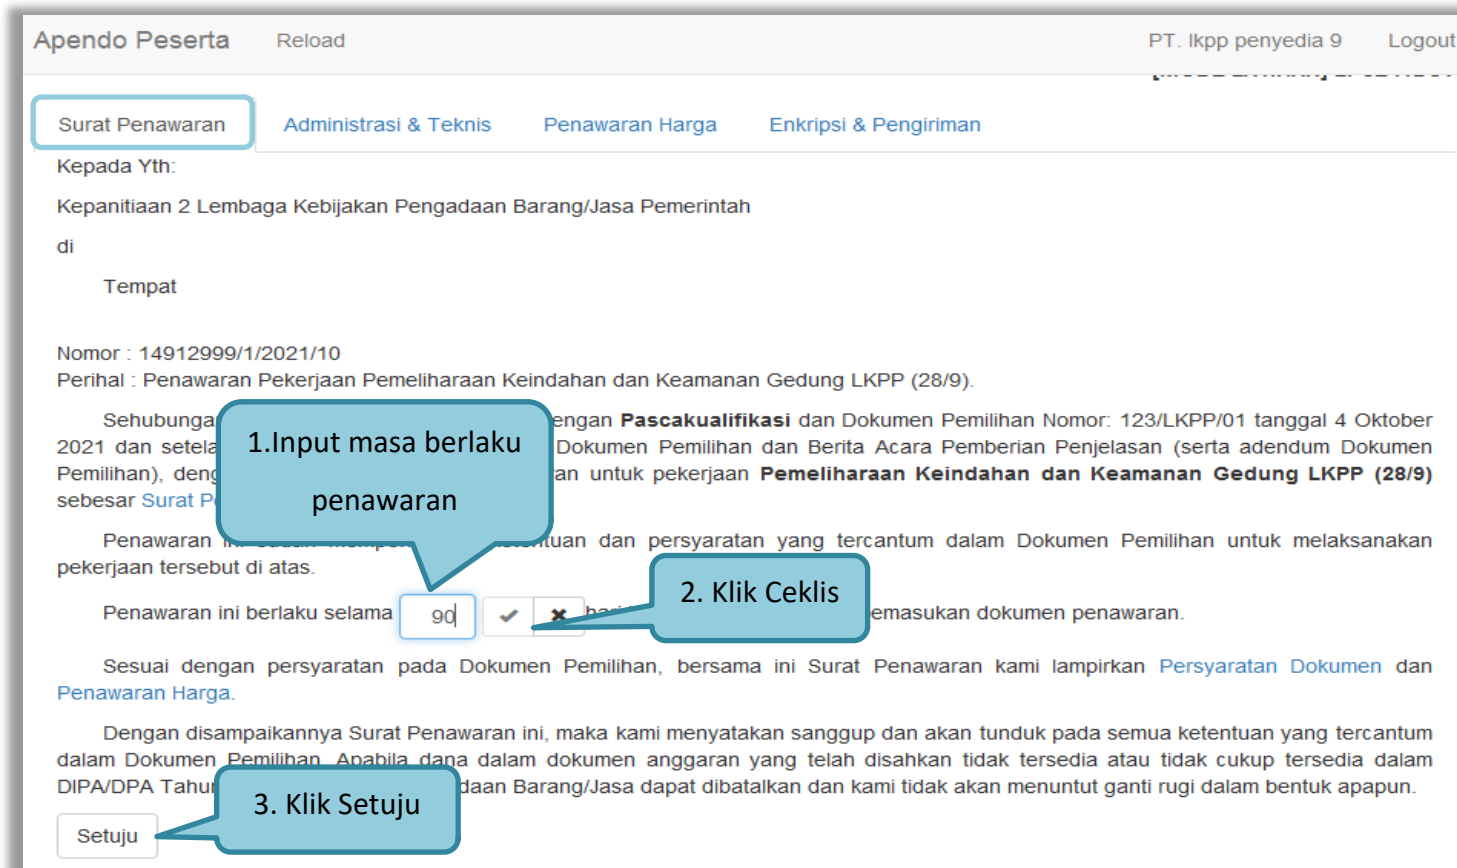 Apendo Peserta Reload PT. lkpp penyedia 9 Logout
Surat Penawaran Administrasi & Teknis Penawaran Harga Enkripsi & Pengiriman
Kepada Yth:
Kepanitiaan 2 Lembaga Kebijakan Pengadaan Barang/Jasa Pemerintah
di
Tempat
Nomor : 14912999/1/2021/10
Perihal : Penawaran Pekerjaan Pemeliharaan Keindahan dan Keamanan Gedung LKPP (28/9).
Pascakualifikasi dan Dokumen Pemilihan Nomor: 123/LKPP/01 tanggal 4 Oktober
2021 dan Dokumen Pemilihan dan Berita Acara Pemberian Penjelasan (serta adendum Dokumen
Pemilihan), untuk pekerjaan Pemeliharaan Keindahan dan Keamanan Gedung LKPP (28/9)
sebesar Surat
1.Input masa berlaku
penawaran
Penawaran dan persyaratan yang tercantum dalam Dokumen Pemilihan untuk melaksanakan
pekerjaan tersebut di atas.
2. Klik Ceklis
Penawaran ini berlaku selama 90 dokumen penawaran.
Sesuai dengan persyaratan pada Dokumen Pemilihan, bersama ini Surat Penawaran kami lampirkan Persyaratan Dokumen dan
Penawaran Harga.
Dengan disampaikannya Surat Penawaran ini, maka kami menyatakan sanggup dan akan tunduk pada semua ketentuan yang tercantum
dalam Dokumen Pemilihan. Apabila dana dalam dokumen anggaran yang telah disahkan tidak tersedia atau tidak cukup tersedia dalam
DIPA/DPA Barang/Jasa dapat dibatalkan dan kami tidak akan menuntut ganti rugi dalam bentuk apapun.
3. Klik Setuju
Setuju